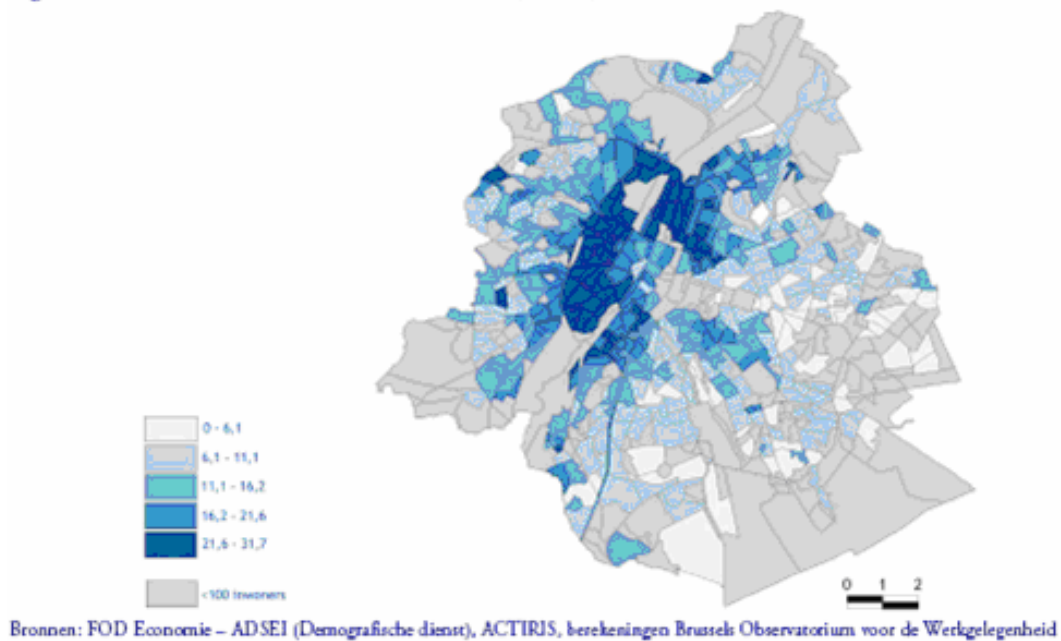 0 - 6,1
6,1 - 11,1
11,1 - 16,2
16,2 - 21,6
21,6 - 31,7
<100 inwoners
0 1 2
Bronnen: FOD Economie – ADSEI (Demografische dienst), ACTIRIS, berekeningen Brussels Observatorium voor de Werkgelegenheid